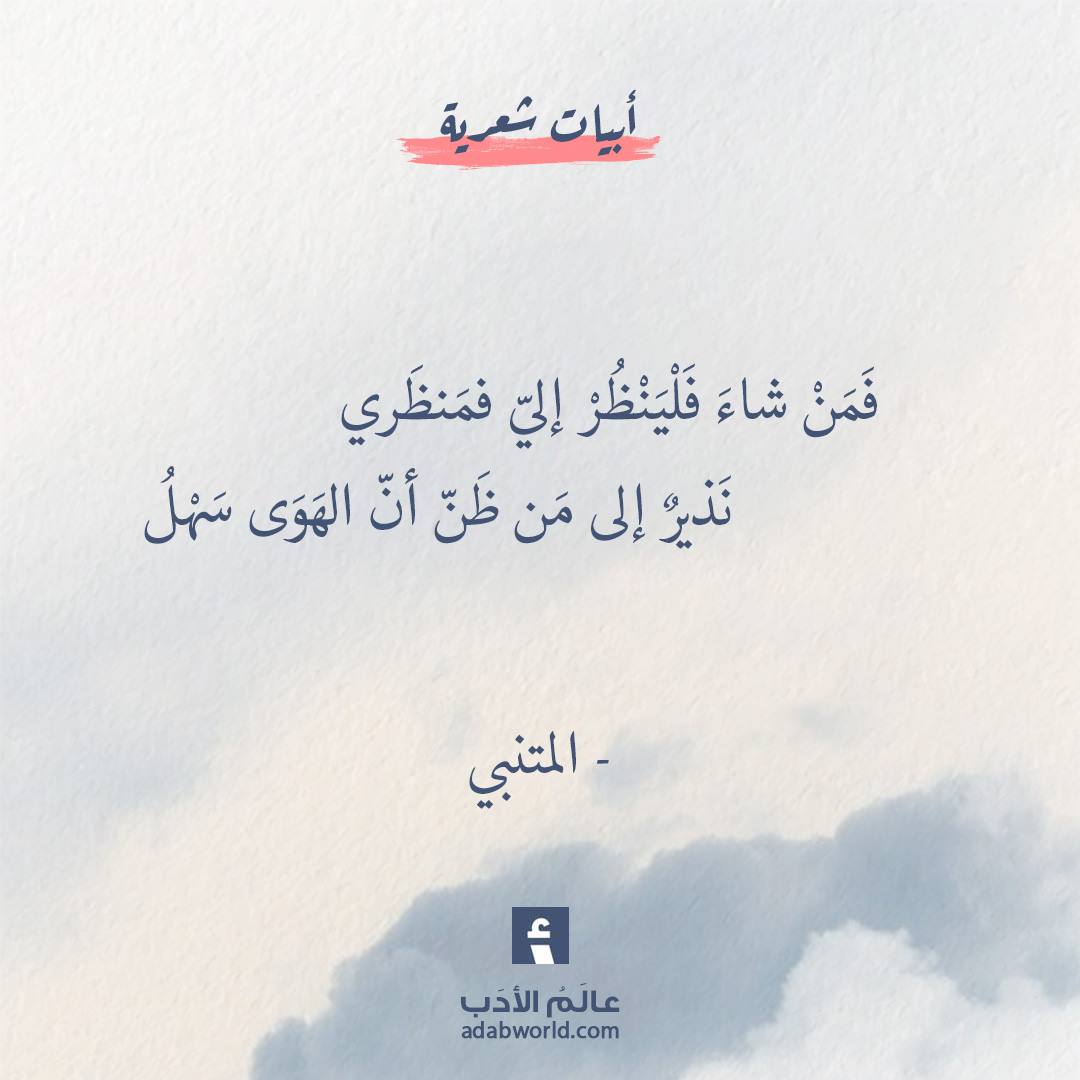 أبيات شعرية
فَمَنْ شاءَ فَلْيَنْظُرْ إليّ فمَنظَري
نَذيرٌ إلى مَن ظَنّ أنّ الهَوَى سَهْلُ
- المتنبي
أ
عالَمُ الأدَب
adabworld.com